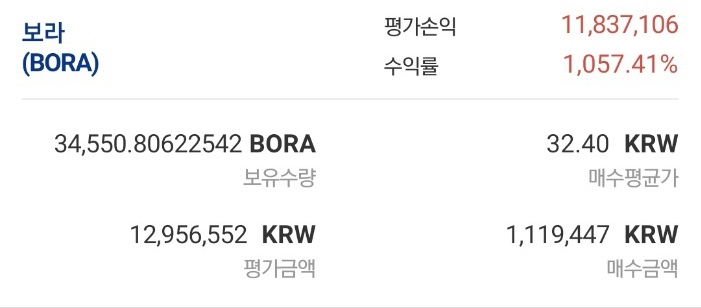 보라 평가손익 11,837,106
(BORA) 수익률 1,057.41%
34,550.80622542 BORA 32.40 KRW
보유수량 매수평균가
12,956,552 KRW 1,119,447 KRW
평가금액 매수금액